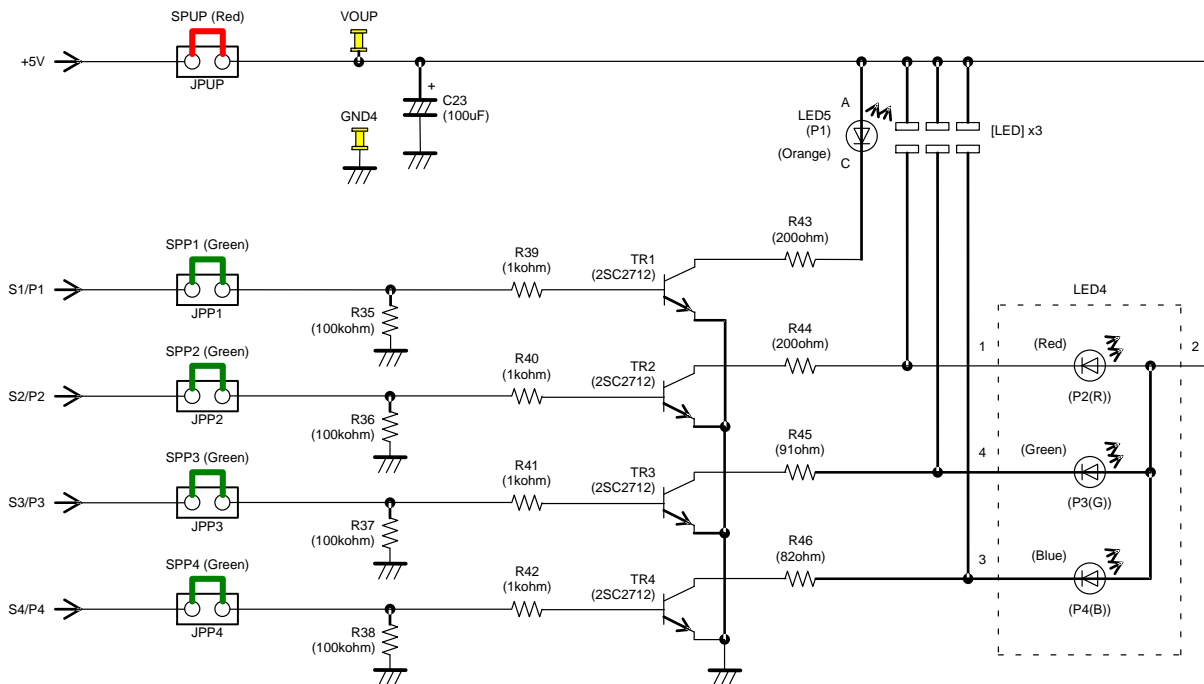 SPUP (Red)
VOUP
+5V
JPUP
+
C23
(100uF)
GND4
A
LED5
(P1)
(Orange)
C
[LED] x3
SPP1 (Green)
S1/P1
JPP1
R35
(100kohm)
R39
(1kohm)
TR1
(2SC2712)
R43
(200ohm)
LED4
SPP2 (Green)
S2/P2
JPP2
R36
(100kohm)
R40
(1kohm)
TR2
(2SC2712)
R44
(200ohm)
1
(Red)
2
(P2(R))
SPP3 (Green)
S3/P3
JPP3
R37
(100kohm)
R41
(1kohm)
TR3
(2SC2712)
R45
(91ohm)
4
(Green)
(P3(G))
SPP4 (Green)
S4/P4
JPP4
R38
(100kohm)
R42
(1kohm)
TR4
(2SC2712)
R46
(82ohm)
3
(Blue)
(P4(B))